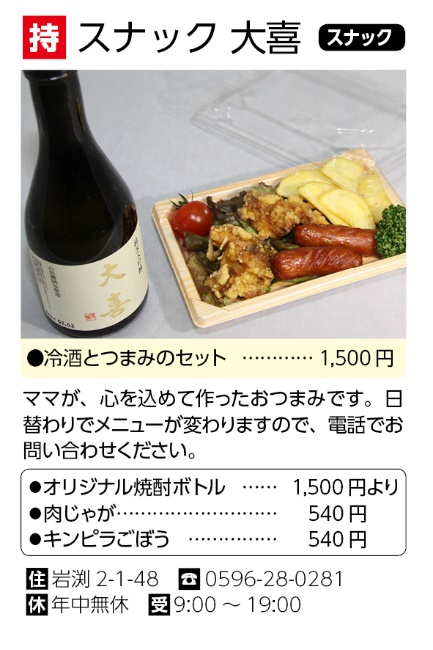 持 スナック 大喜 スナック
大喜
●冷酒とつまみのセット ………… 1,500円
ママが、心を込めて作ったおつまみです。日
替わりでメニューが変わりますので、電話でお
問い合わせください。
●オリジナル焼酎ボトル …… 1,500円より
●肉じゃが……………………… 540円
●キンピラごぼう …………… 540円
住 岩渕 2-1-48 ☎ 0596-28-0281
休 年中無休 受 9:00 〜 19:00